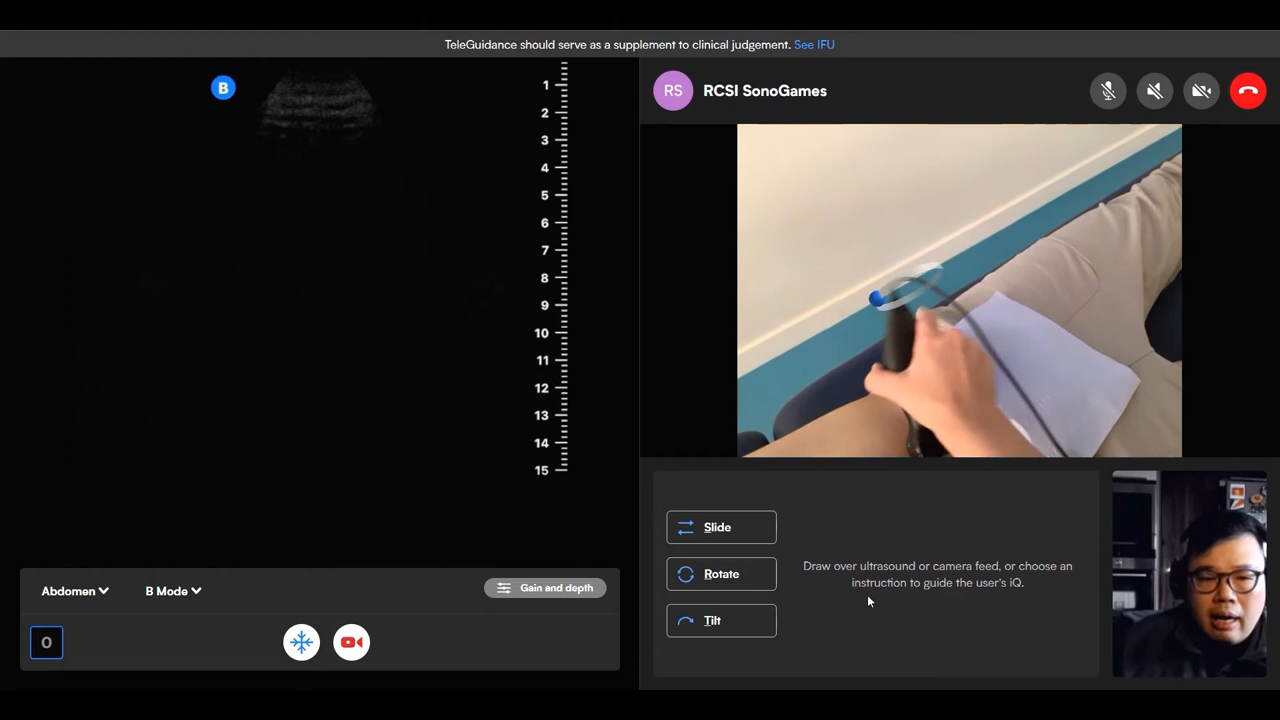 TeleGuidance should serve as a supplement to clinical judgement. See IFU
B
1
2
3
4
5
6
7
8
9
10
11
12
13
14
15
RS RCSI SonoGames
Abdomen B Mode Gain and depth
0
Slide
Rotate
Tilt
Draw over ultrasound or camera feed, or choose an
instruction to guide the user's iQ.